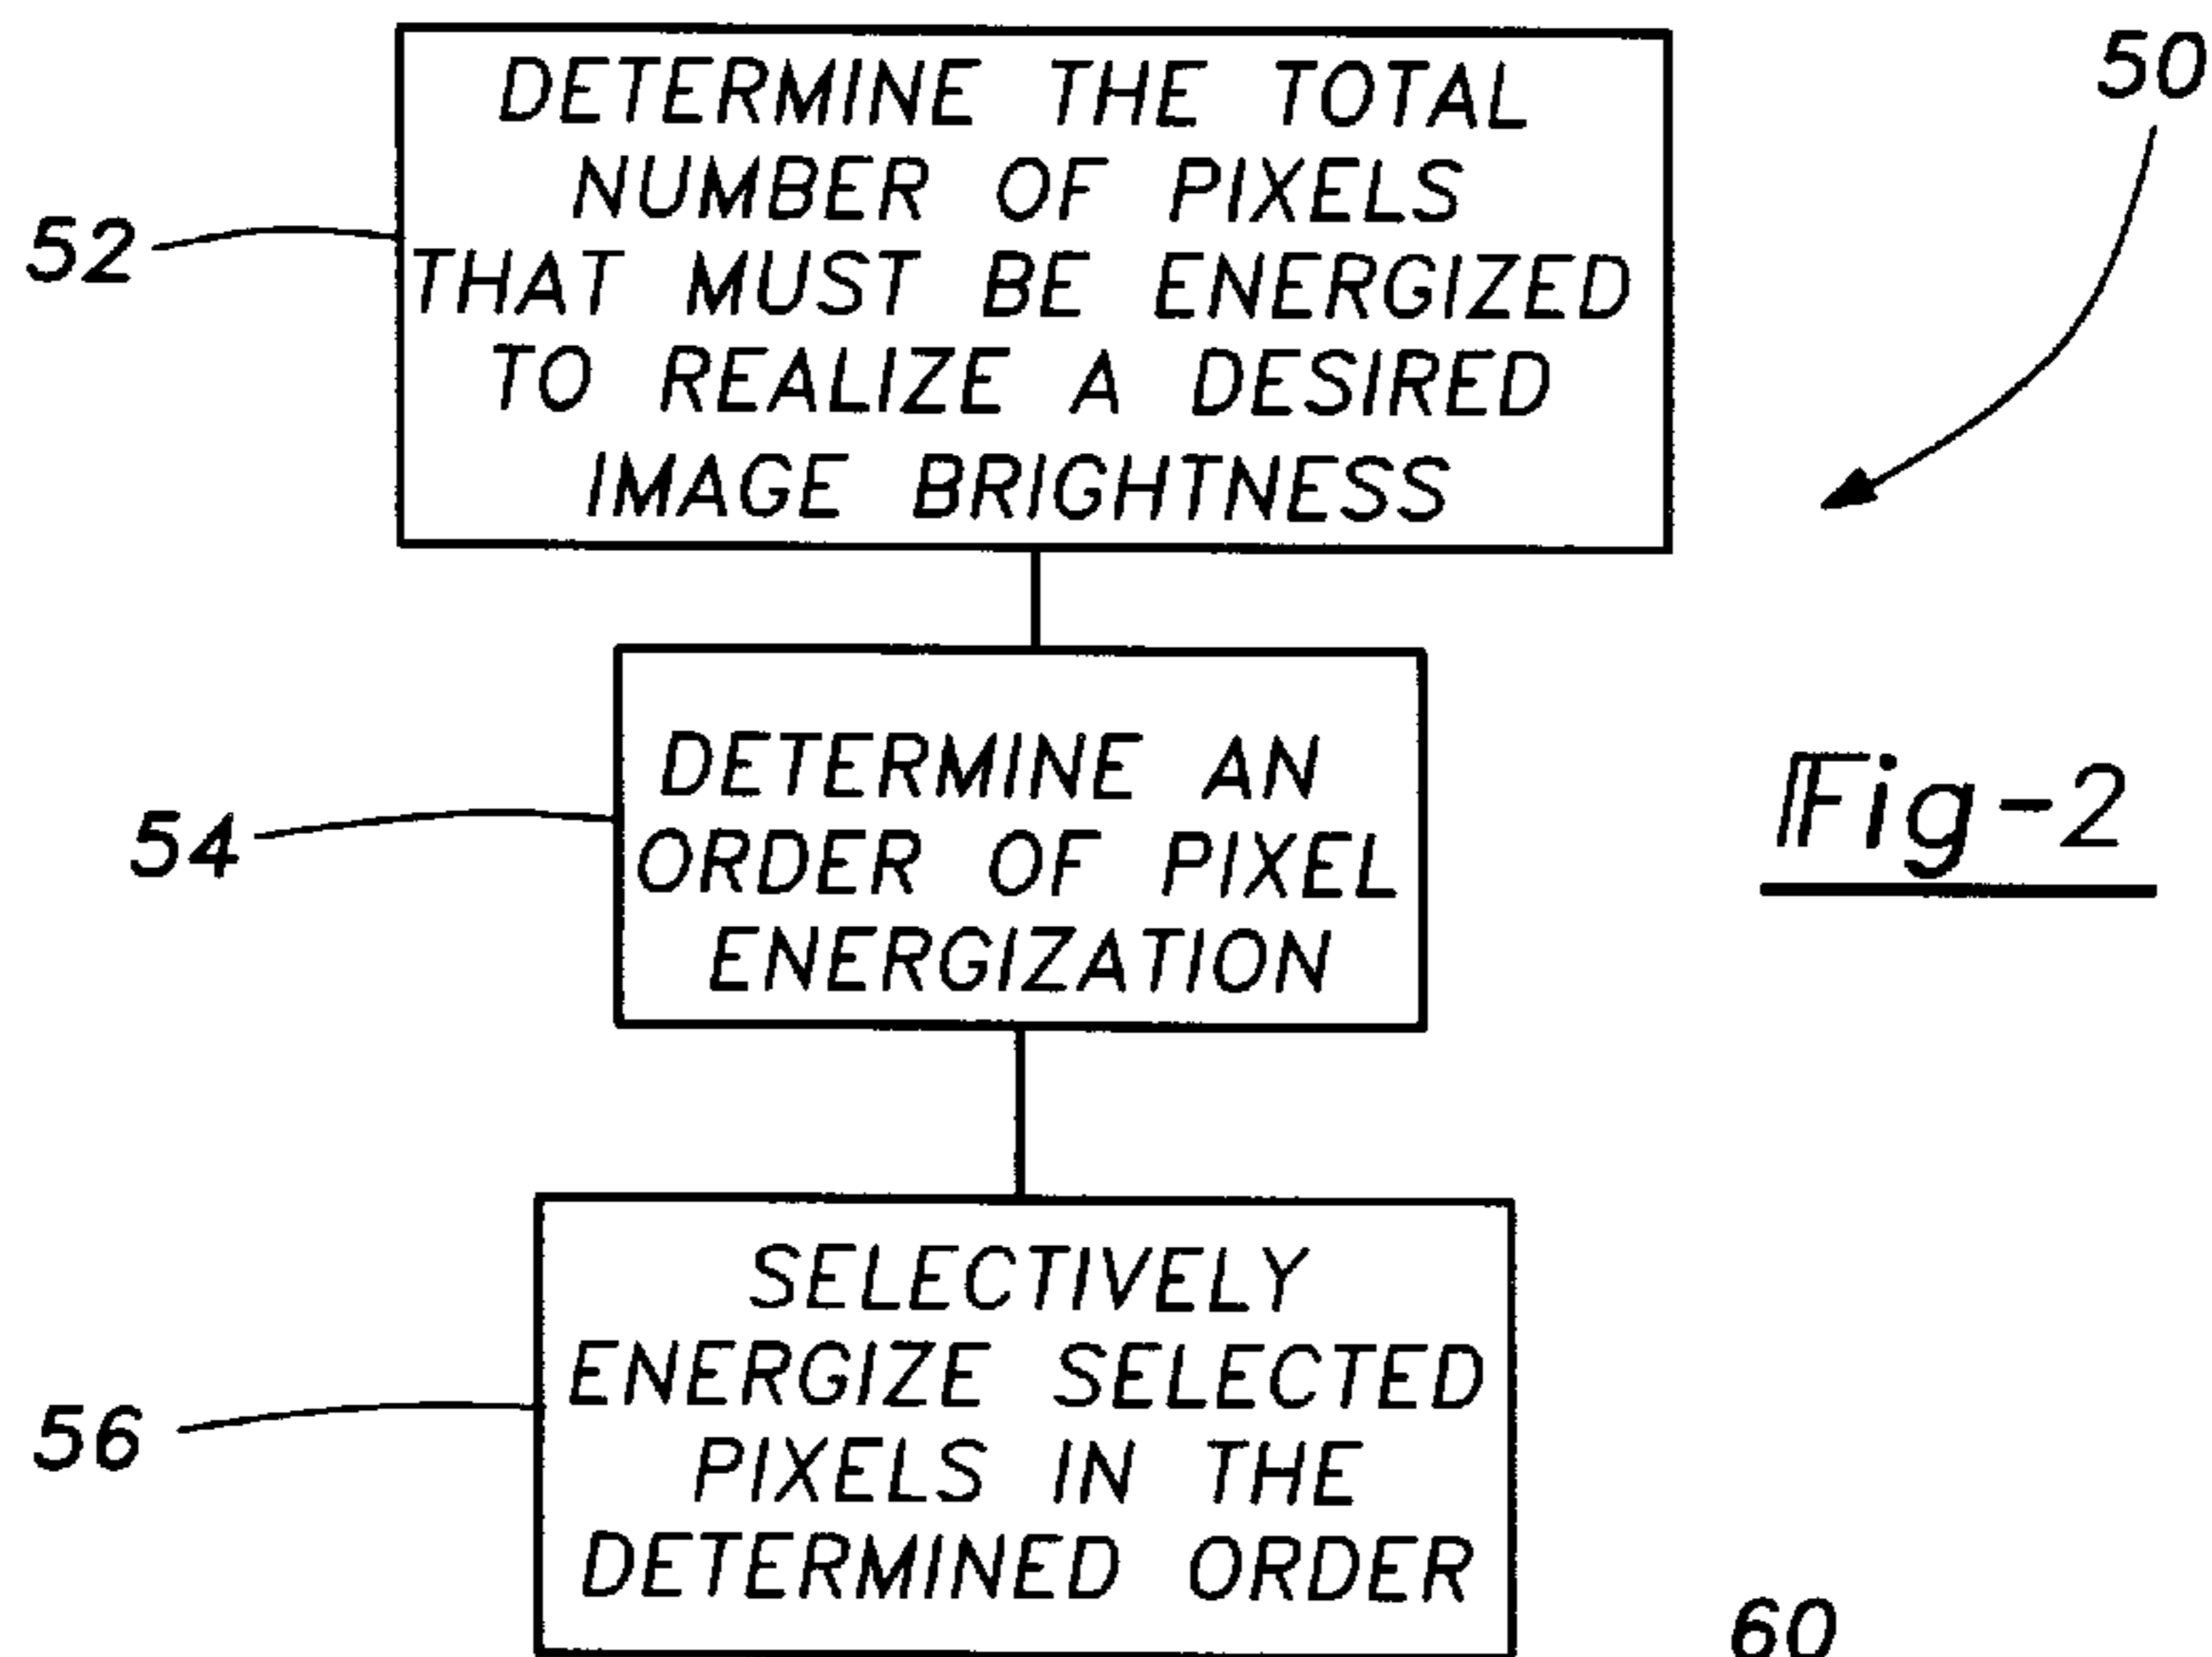 DETERMINE THE TOTAL
NUMBER OF PIXELS
THAT MUST BE ENERGIZED
TO REALIZE A DESIRED
IMAGE BRIGHTNESS
50
52
DETERMINE AN
ORDER OF PIXEL
ENERGIZATION
54
Fig-2
SELECTIVELY
ENERGIZE SELECTED
PIXELS IN THE
DETERMINED ORDER
56
60